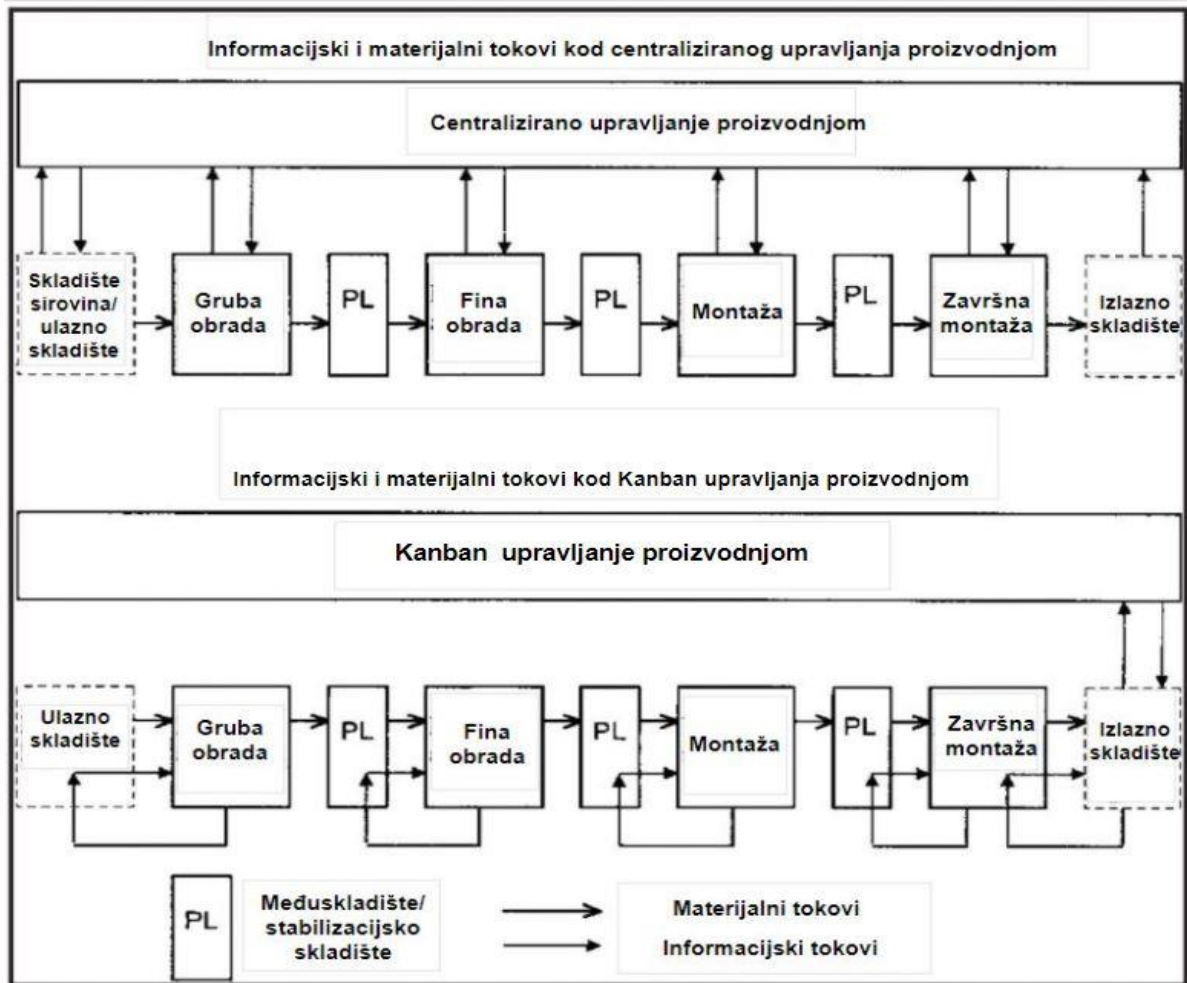 Informacijski i materijalni tokovi kod centraliziranog upravljanja proizvodnjom
Centralizirano upravljanje proizvodnjom
Skladište
sirovina/
ulazno
skladište
Gruba
obrada
PL
Fina
obrada
PL
Montaža
PL
Završna
montaža
Izlazno
skladište
Informacijski i materijalni tokovi kod Kanban upravljanja proizvodnjom
Kanban upravljanje proizvodnjom
Ulazno
skladište
Gruba
obrada
PL
Fina
obrada
PL
Montaža
PL
Završna
montaža
Izlazno
skladište
PL
Međuskladište/
stabilizacijsko
skladište
Materijalni tokovi
Informacijski tokovi